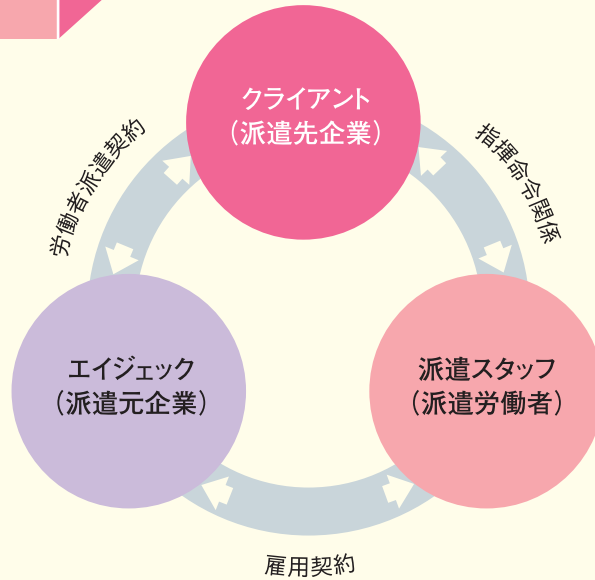 クライアント
（派遣先企業）
労働者派遣契約
指揮命令関係
エイジェック
（派遣元企業）
派遣スタッフ
（派遣労働者）
雇用契約